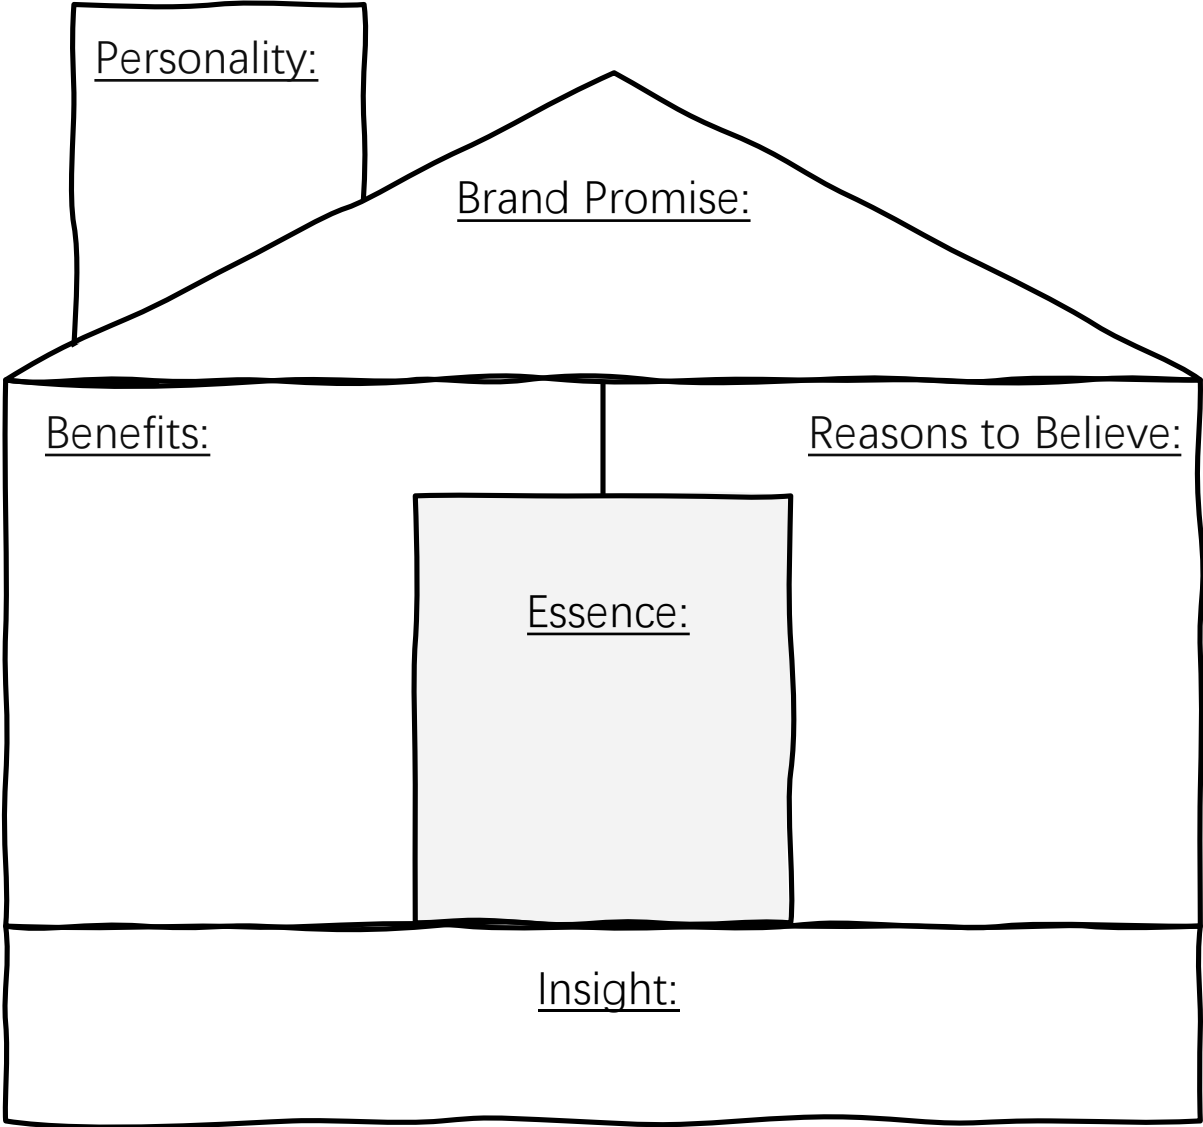 Personality:
Brand Promise:
Benefits:
Reasons to Believe:
Essence:
Insight: